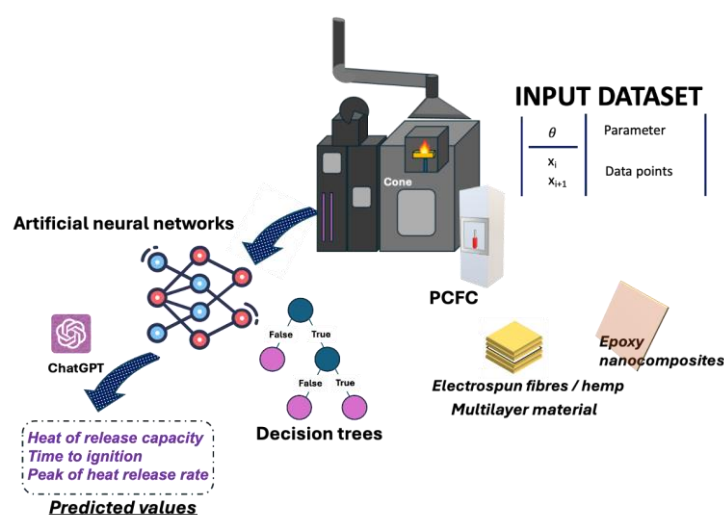 INPUT DATASET
θ Parameter
xi Data points
xi+1
Cone
PCFC
Artificial neural networks
ChatGPT
False True
False True
Decision trees
Epoxy
nanocomposites
Electrospun fibres / hemp
Multilayer material
Heat of release capacity
Time to ignition
Peak of heat release rate
Predicted values